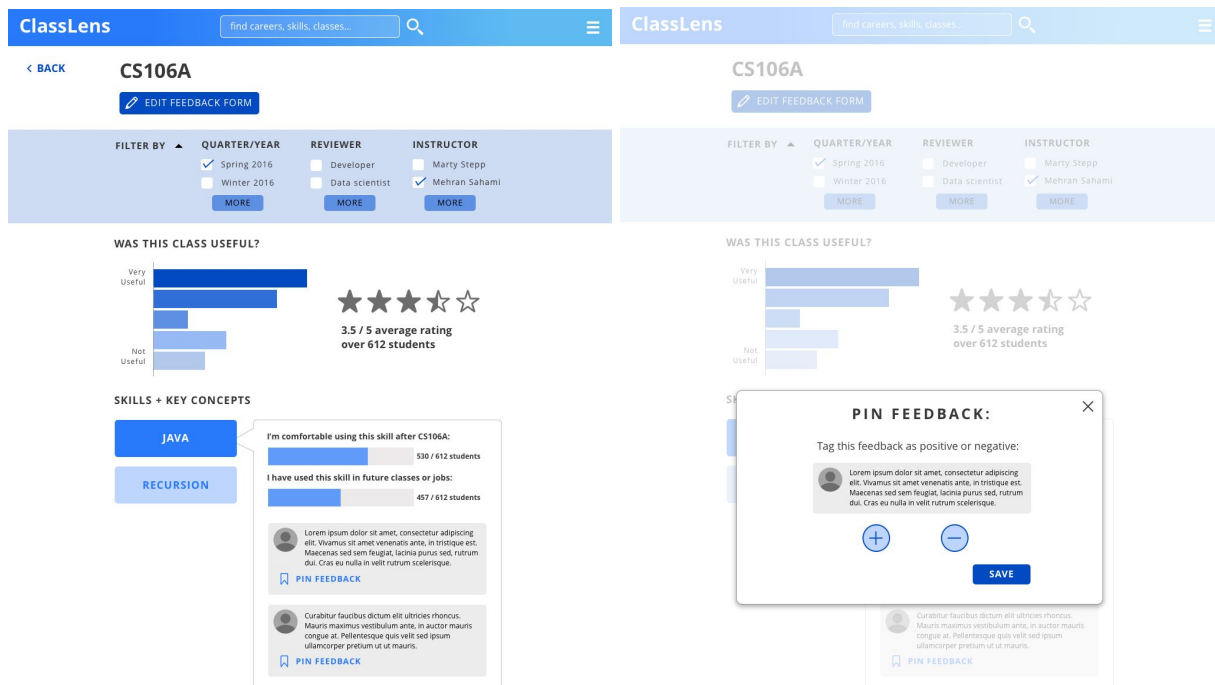 ClassLens
find careers, skills, classes...
< BACK
CS106A
EDIT FEEDBACK FORM
FILTER BY
QUARTER/YEAR
Spring 2016
Winter 2016
MORE
REVIEWER
Developer
Data scientist
MORE
INSTRUCTOR
Marty Stepp
Mehran Sahami
MORE
WAS THIS CLASS USEFUL?
Very
Useful
Not
Useful
3.5 / 5 average rating
over 612 students
SKILLS + KEY CONCEPTS
JAVA
RECURSION
I'm comfortable using this skill after CS106A:
530 / 612 students
I have used this skill in future classes or jobs:
457 / 612 students
Lorem ipsum dolor sit amet, consectetur adipiscing
elit. Vivamus sit amet venenatis ante, in tristique est.
Maecenas sed sem feugiat, lacinia purus sed, rutrum
dui. Cras eu nulla in velit rutrum scelerisque.
PIN FEEDBACK
Curabitur faucibus dictum elit ultricies rhoncus.
Mauris maximus vestibulum ante, in auctor mauris
congue at. Pellentesque quis velit sed ipsum
ullamcorper pretium ut ut mauris.
PIN FEEDBACK
ClassLens
find careers, skills, classes...
CS106A
EDIT FEEDBACK FORM
FILTER BY
QUARTER/YEAR
Spring 2016
Winter 2016
MORE
REVIEWER
Developer
Data scientist
MORE
INSTRUCTOR
Marty Stepp
Mehran Sahami
MORE
WAS THIS CLASS USEFUL?
Very
Useful
Not
Useful
3.5 / 5 average rating
over 612 students
PIN FEEDBACK:
Tag this feedback as positive or negative:
Lorem ipsum dolor sit amet, consectetur adipiscing
elit. Vivamus sit amet venenatis ante, in tristique est.
Maecenas sed sem feugiat, lacinia purus sed, rutrum
dui. Cras eu nulla in velit rutrum scelerisque.
SAVE
Curabitur faucibus dictum elit ultricies rhoncus.
Mauris maximus vestibulum ante, in auctor mauris
congue at. Pellentesque quis velit sed ipsum
ullamcorper pretium ut ut mauris.
PIN FEEDBACK